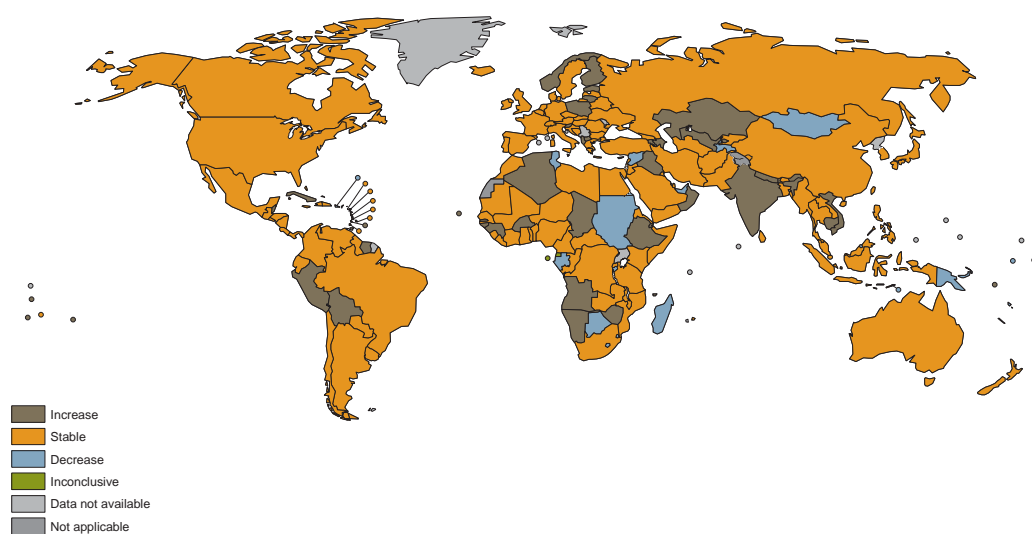 Increase
Stable
Decrease
Inconclusive
Data not available
Not applicable